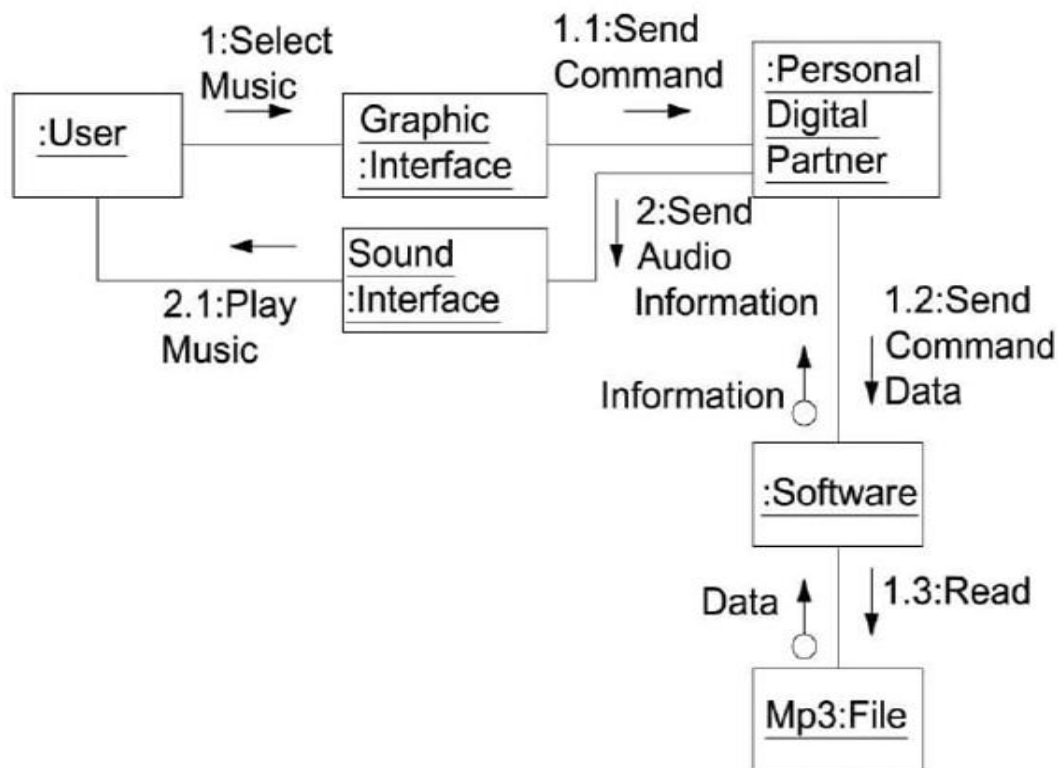 1:Select
Music
1.1:Send
Command
:User
Graphic
:Interface
:Personal
Digital
Partner
Sound
:Interface
2.1:Play
Music
2:Send
Audio
Information
1.2:Send
Command
Data
Information
:Software
Data
1.3:Read
Mp3:File